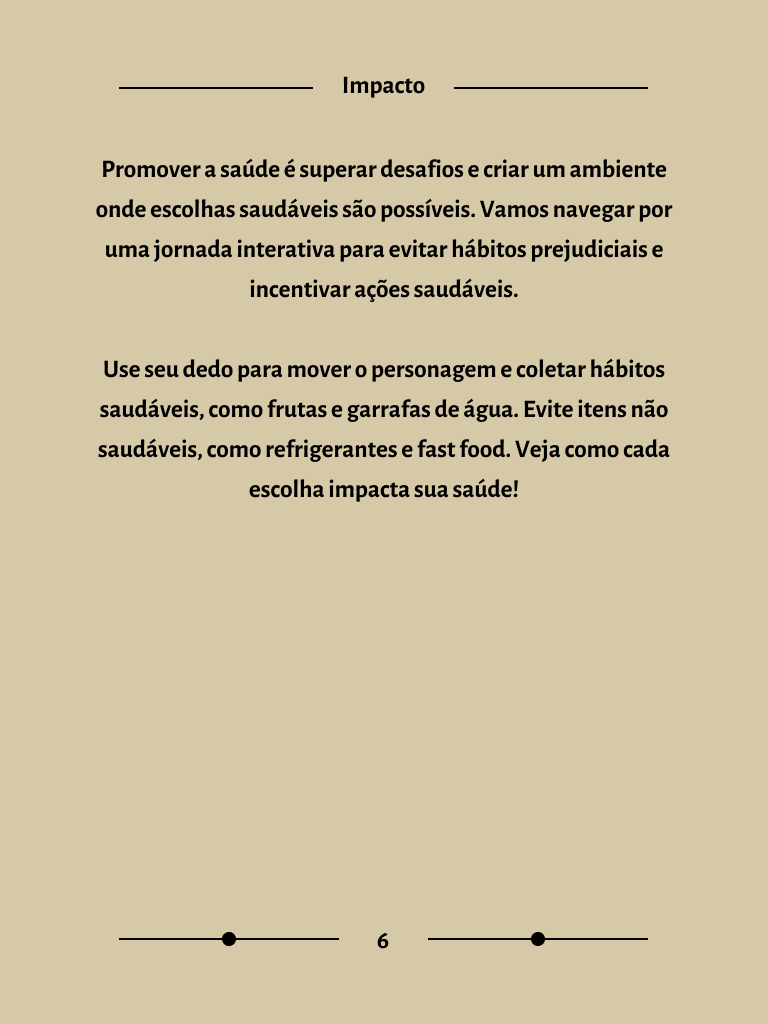 Impacto
Promover a saúde é superar desafios e criar um ambiente
onde escolhas saudáveis são possíveis. Vamos navegar por
uma jornada interativa para evitar hábitos prejudiciais e
incentivar ações saudáveis.
Use seu dedo para mover o personagem e coletar hábitos
saudáveis, como frutas e garrafas de água. Evite itens não
saudáveis, como refrigerantes e fast food. Veja como cada
escolha impacta sua saúde!
6